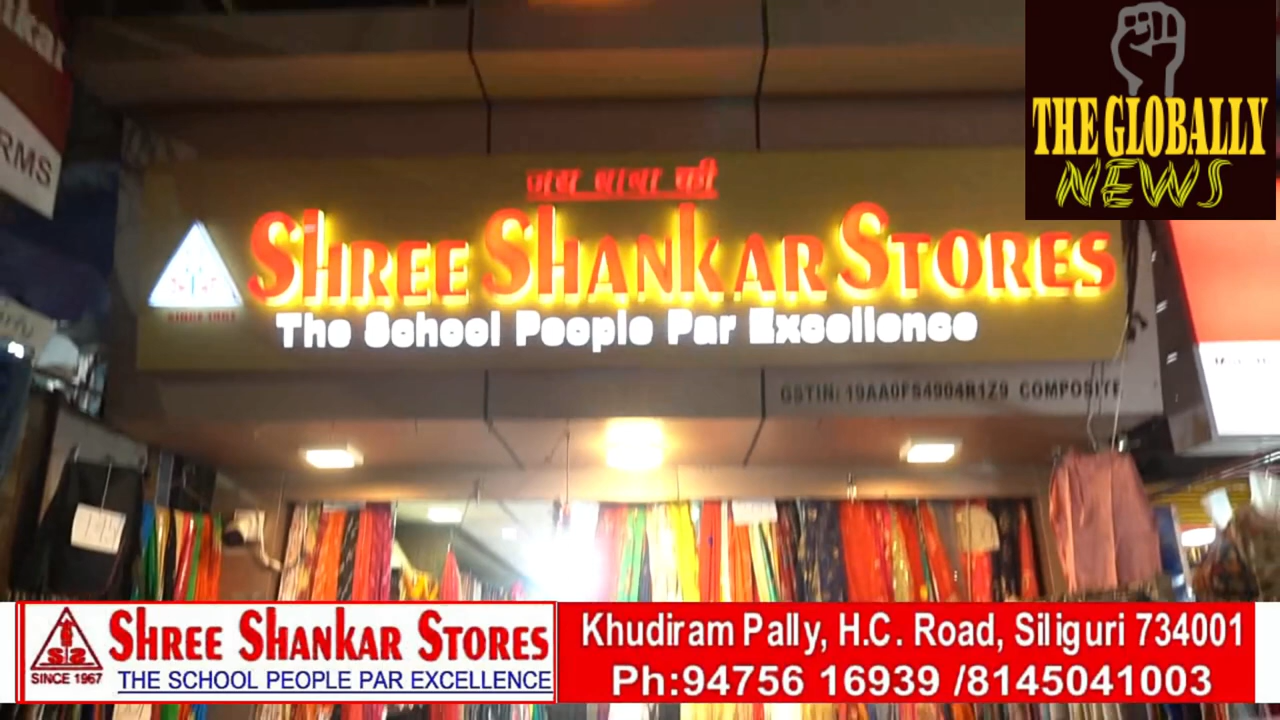 THE GLOBALLY
NEWS
RMS
जय बाबा की
SHREE SHANKAR STORES
The School People Par Excellence
GSTIN: 19AAOFS4904R1Z9 COMPOSITE
SHREE SHANKAR STORES
SINCE 1967
THE SCHOOL PEOPLE PAR EXCELLENCE
Khudiram Pally, H.C. Road, Siliguri 734001
Ph:94756 16939 /8145041003